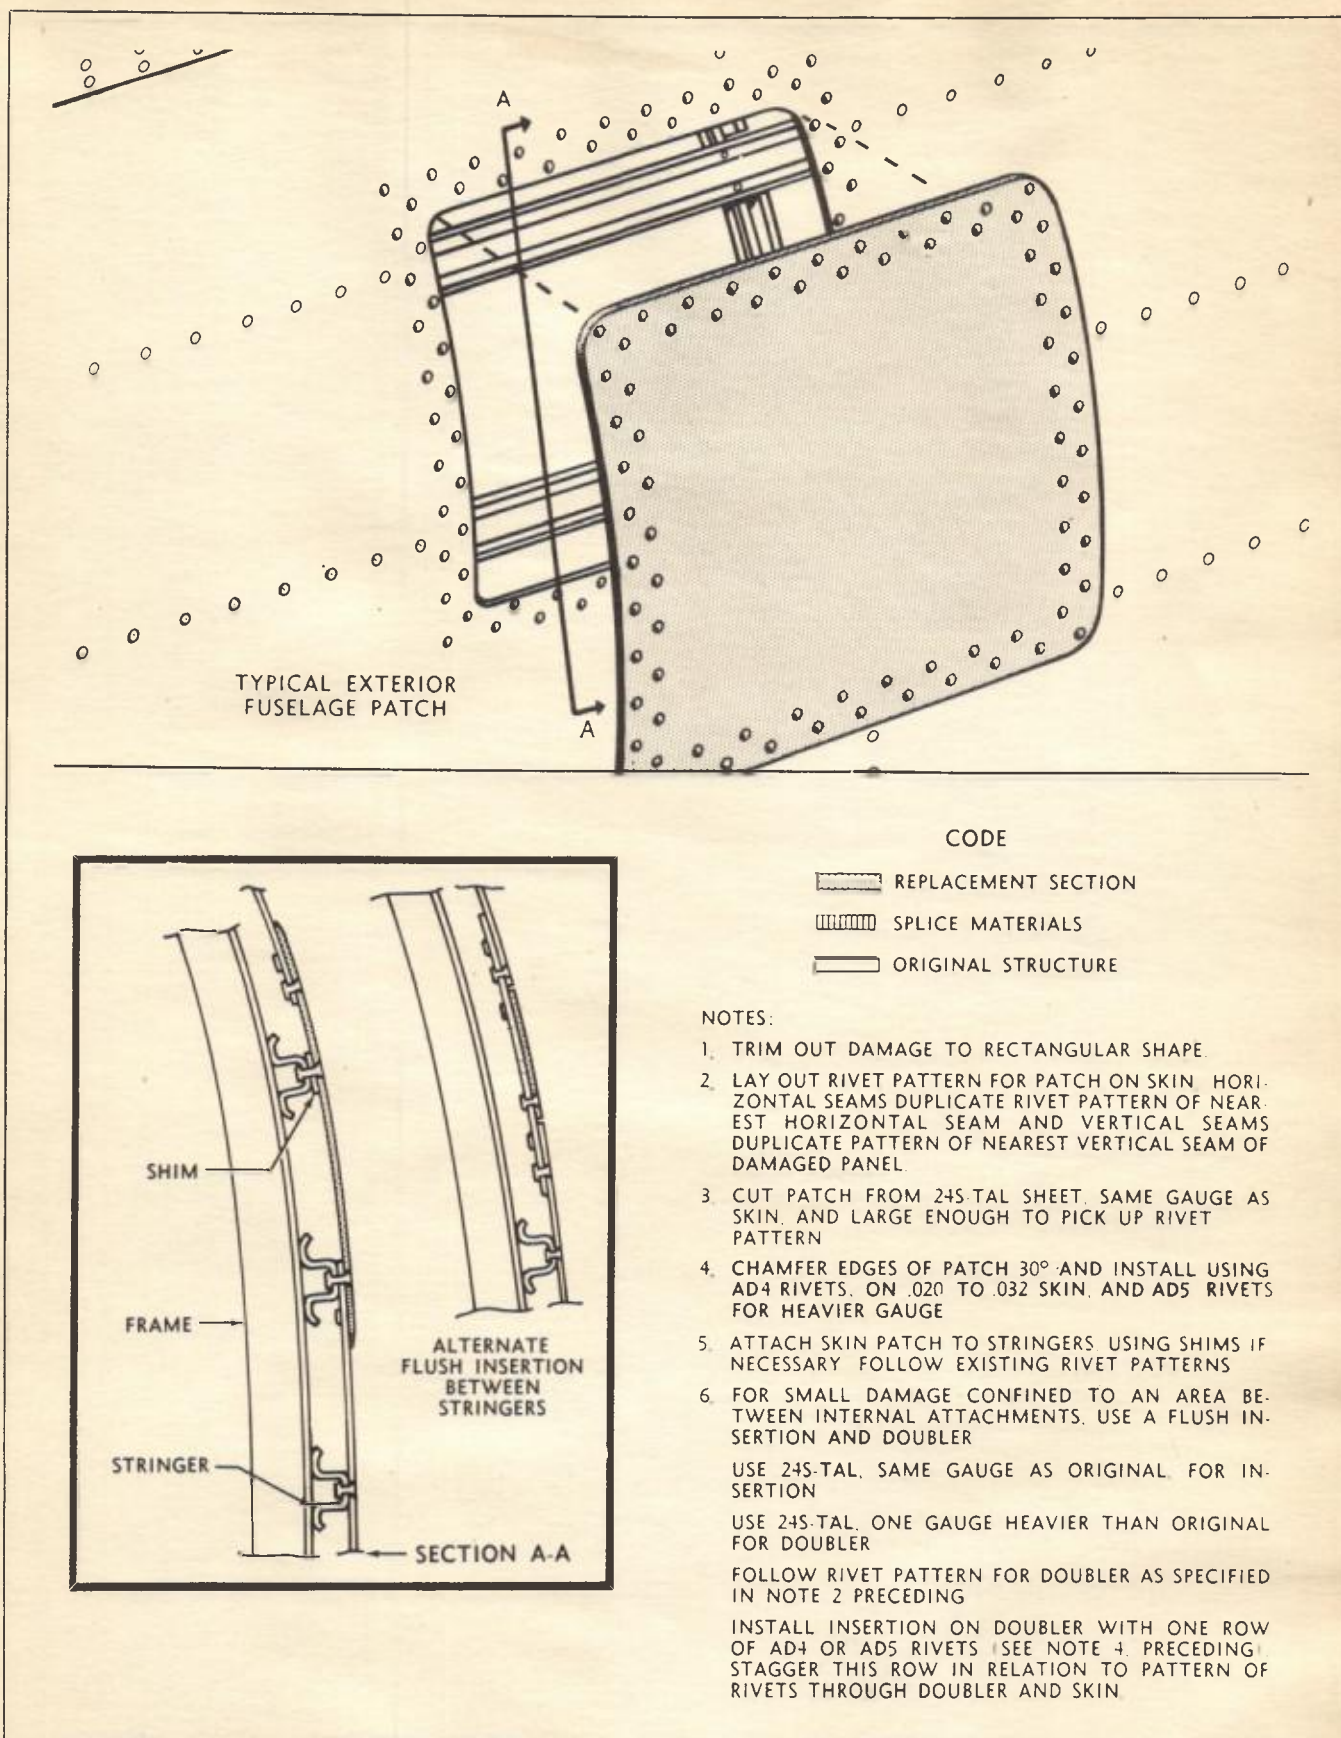 A
A
TYPICAL EXTERIOR
FUSELAGE PATCH
SHIM
FRAME
STRINGER
ALTERNATE
FLUSH INSERTION
BETWEEN
STRINGERS
SECTION A-A
CODE
REPLACEMENT SECTION
SPLICE MATERIALS
ORIGINAL STRUCTURE
NOTES:
1. TRIM OUT DAMAGE TO RECTANGULAR SHAPE.
2. LAY OUT RIVET PATTERN FOR PATCH ON SKIN HORI-
ZONTAL SEAMS DUPLICATE RIVET PATTERN OF NEAR-
EST HORIZONTAL SEAM AND VERTICAL SEAMS
DUPLICATE PATTERN OF NEAREST VERTICAL SEAM OF
DAMAGED PANEL.
3. CUT PATCH FROM 24S-TAL SHEET, SAME GAUGE AS
SKIN, AND LARGE ENOUGH TO PICK UP RIVET
PATTERN
4. CHAMFER EDGES OF PATCH 30° AND INSTALL USING
AD4 RIVETS, ON .020 TO .032 SKIN, AND AD5 RIVETS
FOR HEAVIER GAUGE
5. ATTACH SKIN PATCH TO STRINGERS USING SHIMS IF
NECESSARY FOLLOW EXISTING RIVET PATTERNS
6. FOR SMALL DAMAGE CONFINED TO AN AREA BE-
TWEEN INTERNAL ATTACHMENTS, USE A FLUSH IN-
SERTION AND DOUBLER
USE 24S-TAL, SAME GAUGE AS ORIGINAL FOR IN-
SERTION
USE 24S-TAL, ONE GAUGE HEAVIER THAN ORIGINAL
FOR DOUBLER
FOLLOW RIVET PATTERN FOR DOUBLER AS SPECIFIED
IN NOTE 2 PRECEDING
INSTALL INSERTION ON DOUBLER WITH ONE ROW
OF AD4 OR AD5 RIVETS (SEE NOTE 4. PRECEDING)
STAGGER THIS ROW IN RELATION TO PATTERN OF
RIVETS THROUGH DOUBLER AND SKIN